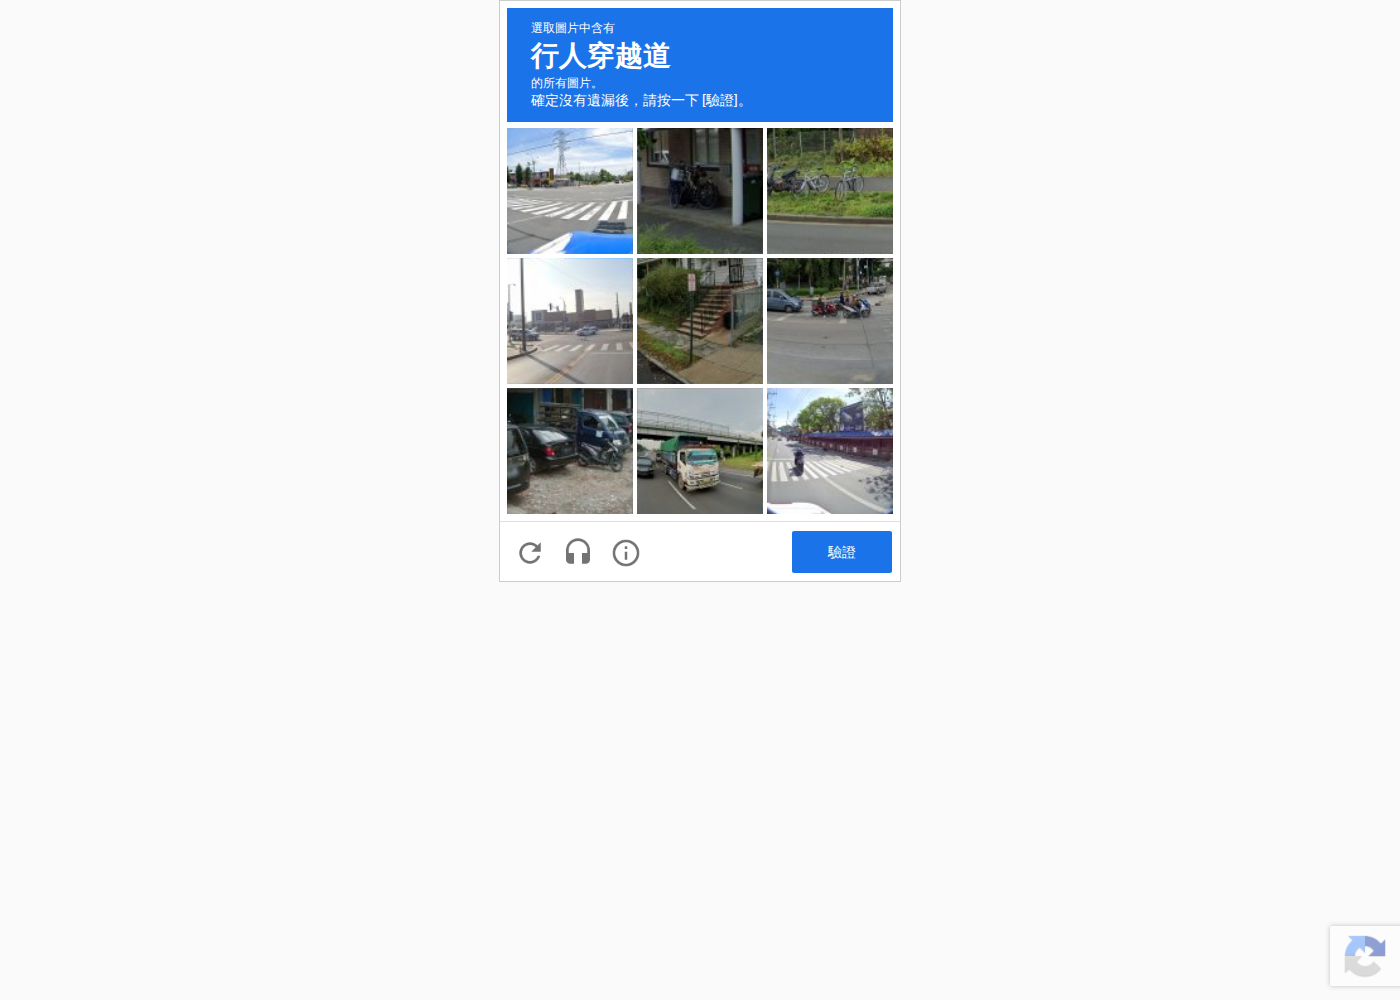 選取圖片中含有
行人穿越道
的所有圖片。
確定沒有遺漏後，請按一下 [驗證]。
驗證